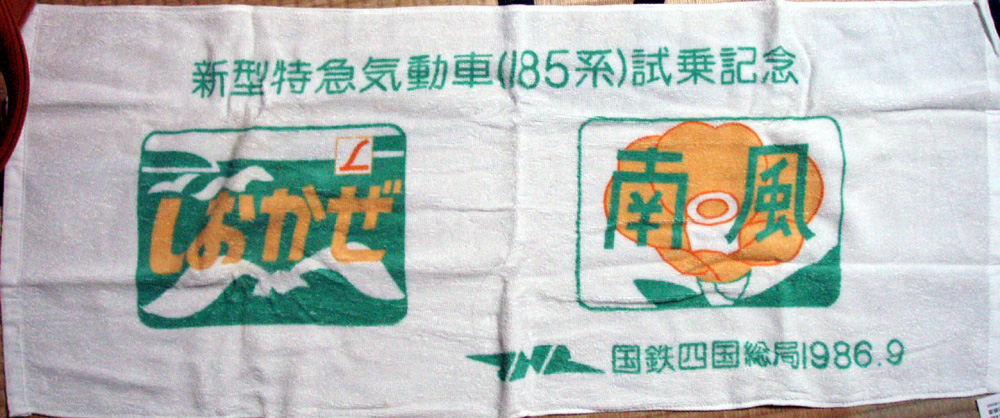 新型特急気動車(185系)試乗記念
L
しおかぜ
南風
JNR 国鉄四国総局1986.9